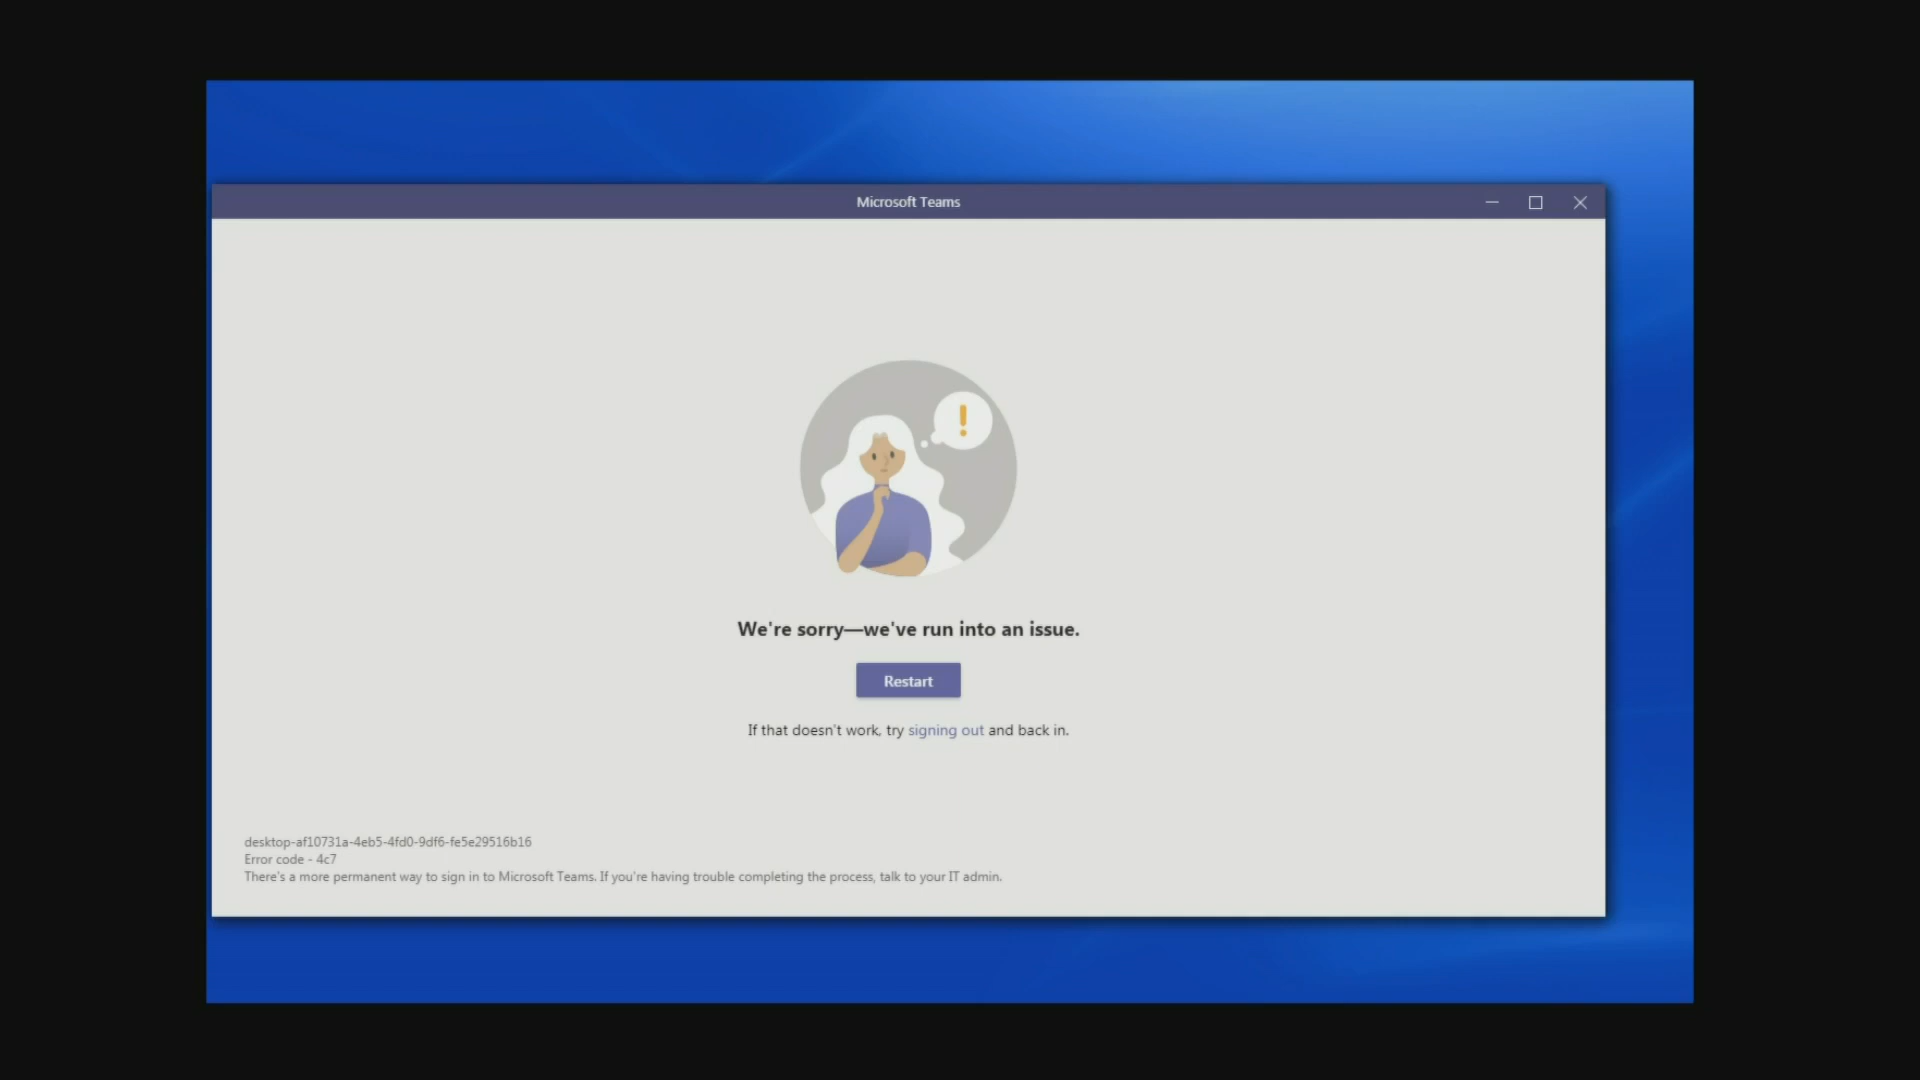 Microsoft Teams
!
We're sorry—we've run into an issue.
Restart
If that doesn't work, try signing out and back in.
desktop-af10731a-4eb5-4fd0-9df6-fe5e29516b16
Error code - 4c7
There's a more permanent way to sign in to Microsoft Teams. If you're having trouble completing the process, talk to your IT admin.